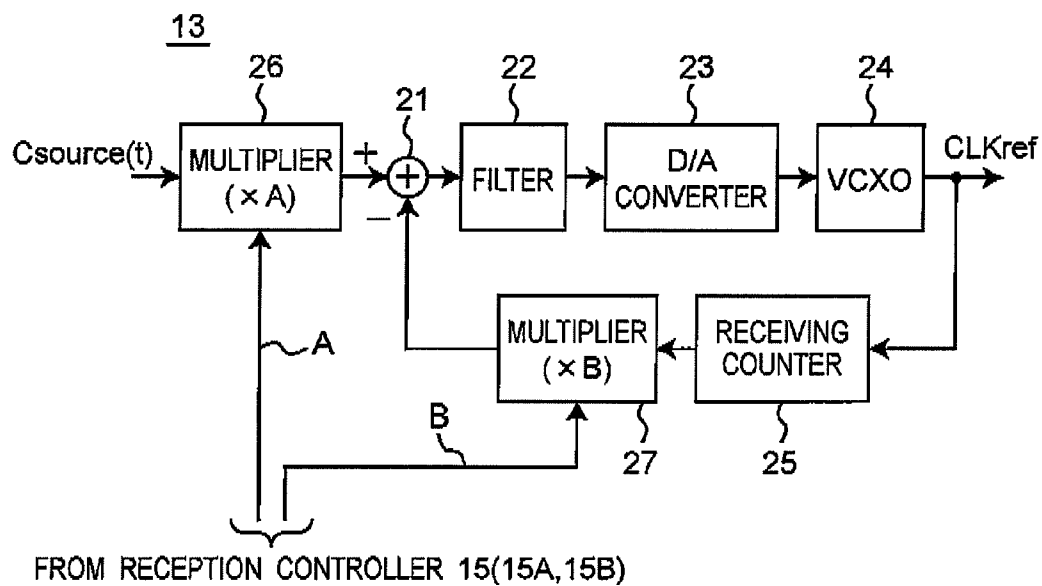 13
26
21
22
23
24
Csource(t)
MULTIPLIER
(×A)
+
+
−
FILTER
D/A
CONVERTER
VCXO
CLKref
A
MULTIPLIER
(×B)
RECEIVING
COUNTER
B
27
25
FROM RECEPTION CONTROLLER 15(15A,15B)